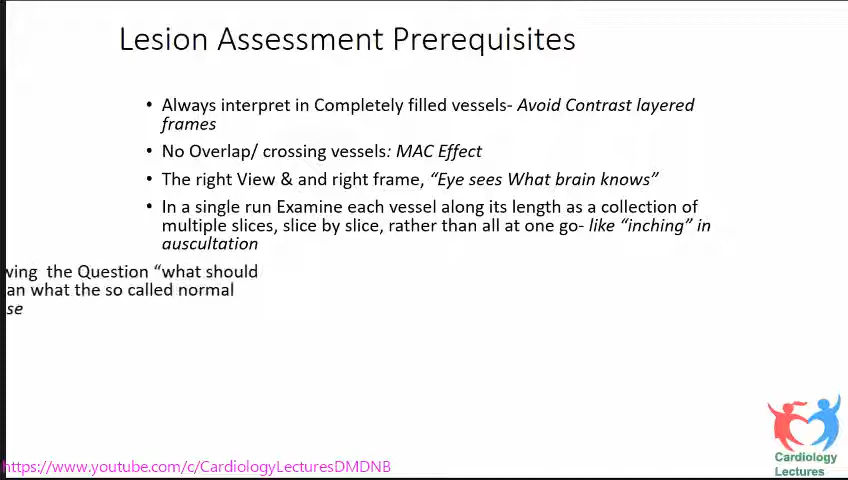 Lesion Assessment Prerequisites
• Always interpret in Completely filled vessels- Avoid Contrast layered
frames
• No Overlap/ crossing vessels: MAC Effect
• The right View & and right frame, “Eye sees What brain knows”
• In a single run Examine each vessel along its length as a collection of
multiple slices, slice by slice, rather than all at one go- like “inching” in
auscultation
the Question “what should
what the so called normal
Cardiology
Lectures
https://www.youtube.com/c/CardiologyLecturesDMDNB